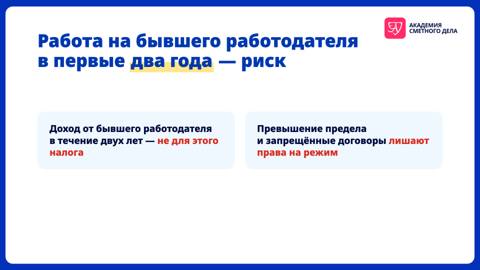 АКАДЕМИЯ
СМЕТНОГО ДЕЛА
Работа на бывшего работодателя
в первые два года — риск
Доход от бывшего работодателя
в течение двух лет — не для этого
налога
Превышение предела
и запрещённые договоры лишают
права на режим